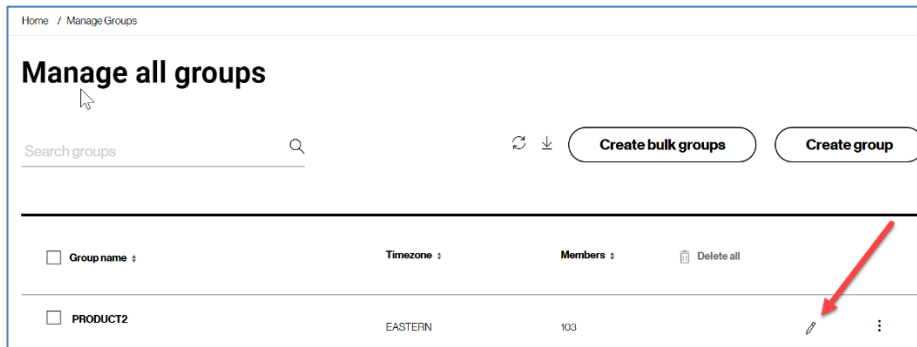 Home / Manage Groups
Manage all groups
Search groups
Create bulk groups
Create group
Group name
Timezone
Members
Delete all
PRODUCT2
EASTERN
103